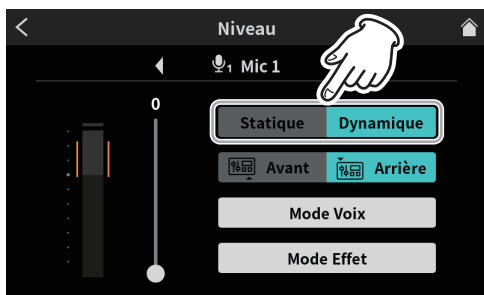 Niveau
1 Mic 1
0
Statique Dynamique
Avant Arrière
Mode Voix
Mode Effet